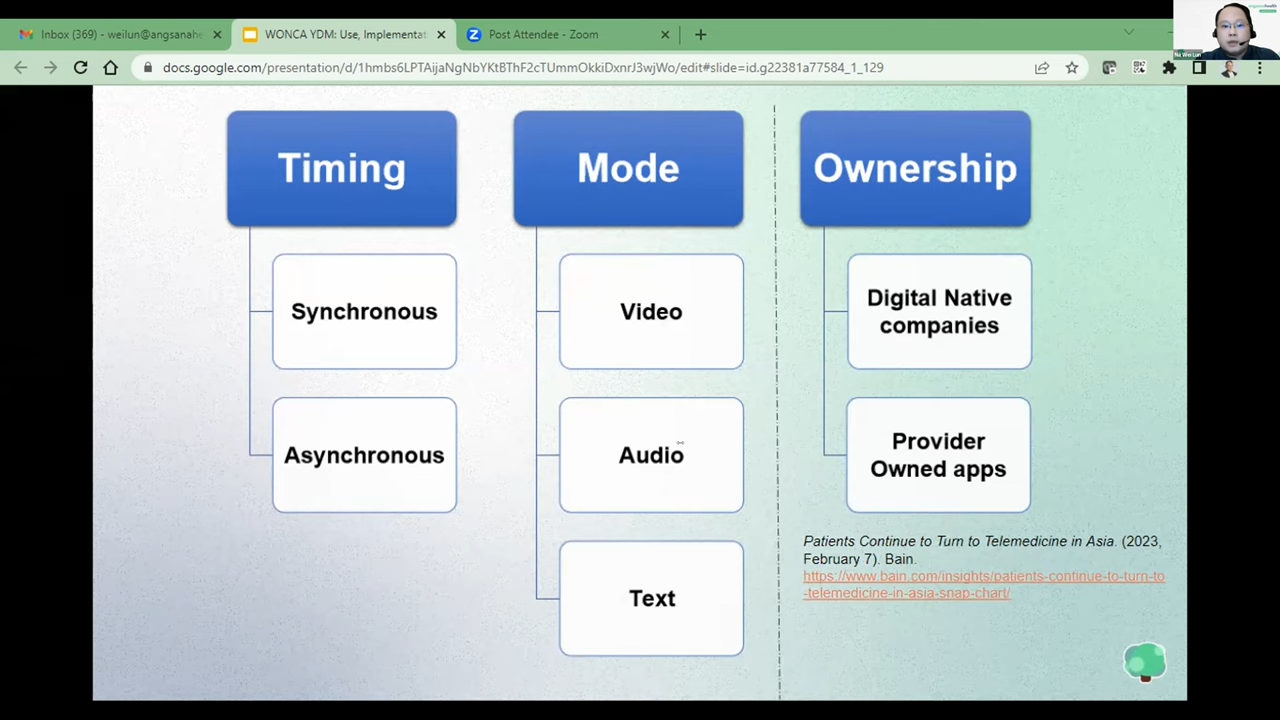 Inbox (369) - weilun@angsanahe
WONCA YDM: Use, Implementat
Post Attendee - Zoom
docs.google.com/presentation/d/1hmbs6LPTAijaNgNbYKtBThF2cTUmmOkkiDxnrJ3wjWo/edit#slide=id.g22381a77584_1_129
Timing
Mode
Ownership
Synchronous
Video
Digital Native
companies
Asynchronous
Audio
Provider
Owned apps
Text
Patients Continue to Turn to Telemedicine in Asia. (2023,
February 7). Bain.
https://www.bain.com/insights/patients-continue-to-turn-to
-telemedicine-in-asia-snap-chart/